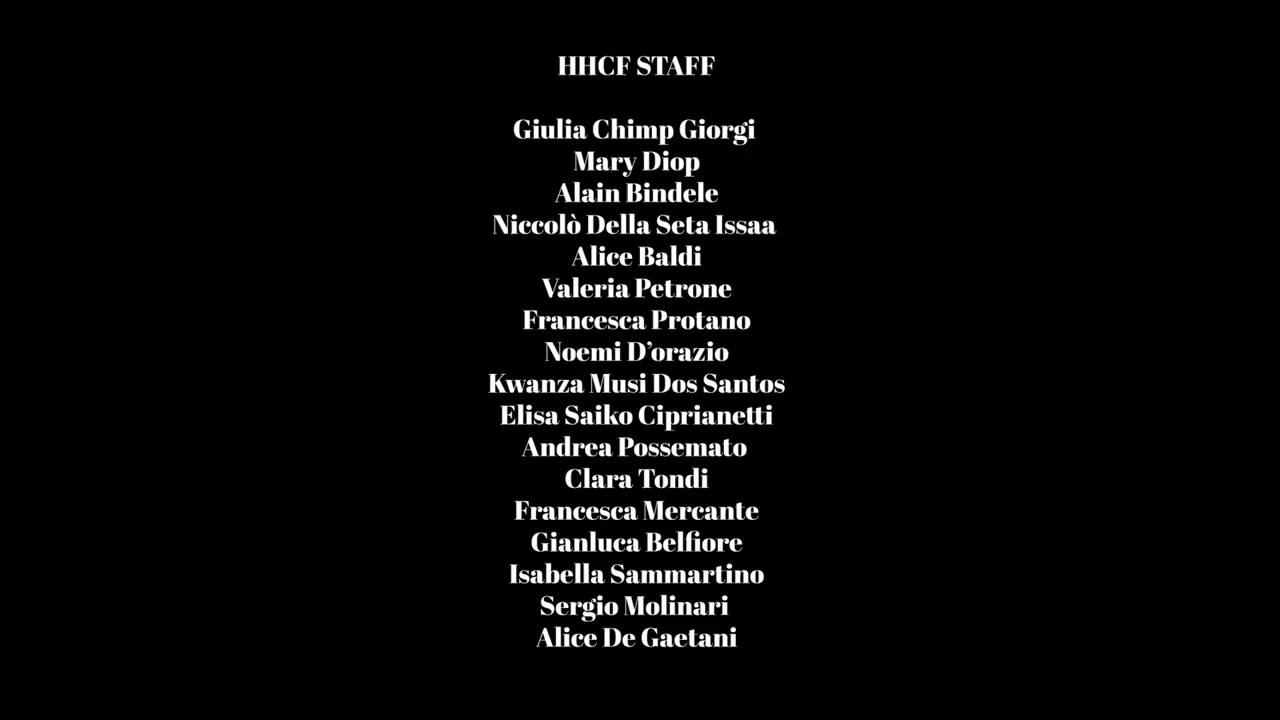 HHCF STAFF
Giulia Chimp Giorgi
Mary Diop
Alain Bindele
Niccolò Della Seta Issaa
Alice Baldi
Valeria Petrone
Francesca Protano
Noemi D’orazio
Kwanza Musi Dos Santos
Elisa Saiko Ciprianetti
Andrea Possemato
Clara Tondi
Francesca Mercante
Gianluca Belfiore
Isabella Sammartino
Sergio Molinari
Alice De Gaetani